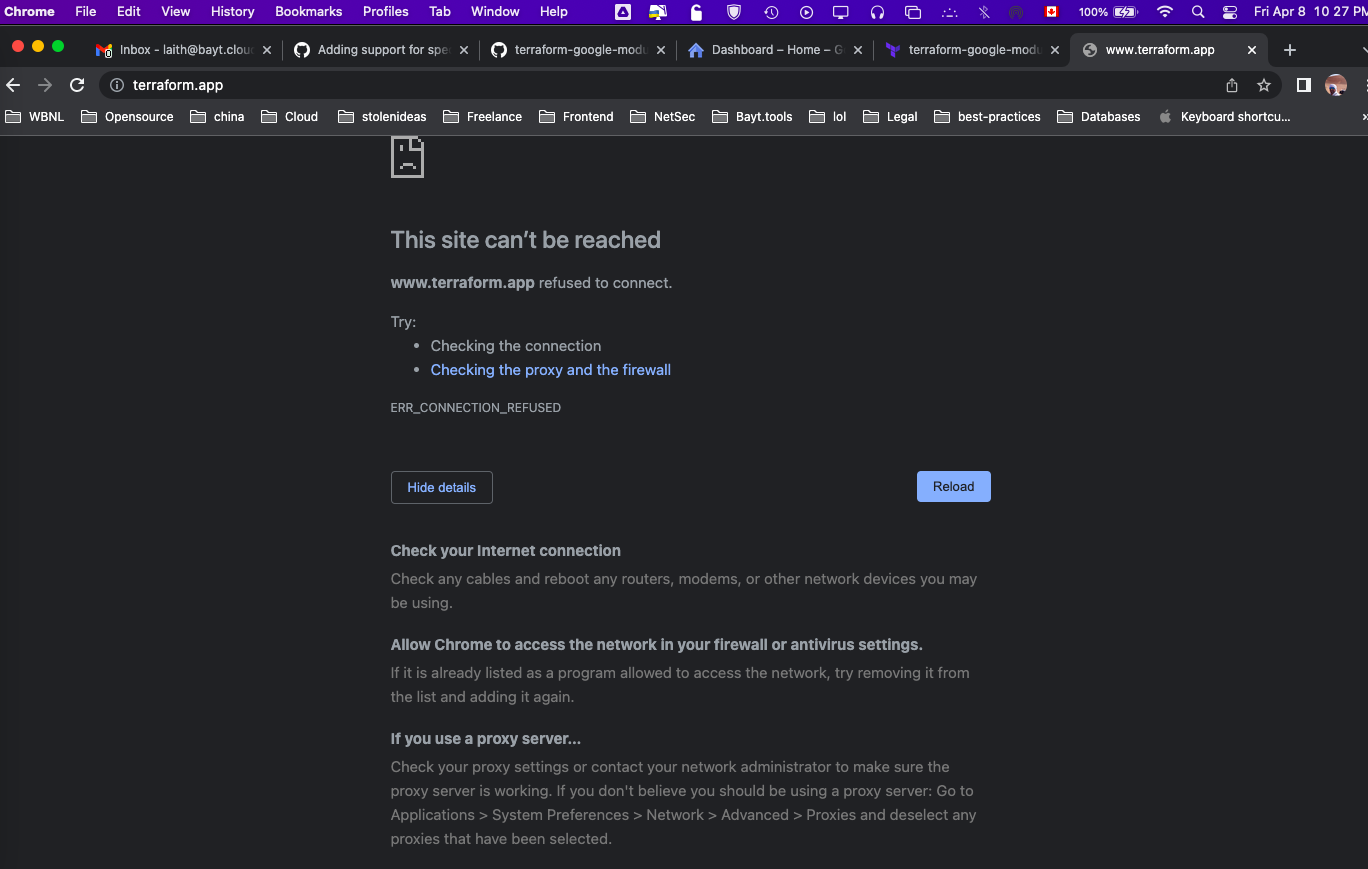 Chrome File Edit View History Bookmarks Profiles Tab Window Help 100% Fri Apr 8 10 27 PM
Inbox - laith@bayt.clou Adding support for spe terraform-google-modu Dashboard – Home – G terraform-google-modu www.terraform.app
terraform.app
WBNL Opensource china Cloud stolenideas Freelance Frontend NetSec Bayt.tools lol Legal best-practices Databases Keyboard shortcu... »
This site can’t be reached
www.terraform.app refused to connect.
Try:
• Checking the connection
• Checking the proxy and the firewall
ERR_CONNECTION_REFUSED
Hide details Reload
Check your Internet connection
Check any cables and reboot any routers, modems, or other network devices you may
be using.
Allow Chrome to access the network in your firewall or antivirus settings.
If it is already listed as a program allowed to access the network, try removing it from
the list and adding it again.
If you use a proxy server...
Check your proxy settings or contact your network administrator to make sure the
proxy server is working. If you don't believe you should be using a proxy server: Go to
Applications > System Preferences > Network > Advanced > Proxies and deselect any
proxies that have been selected.